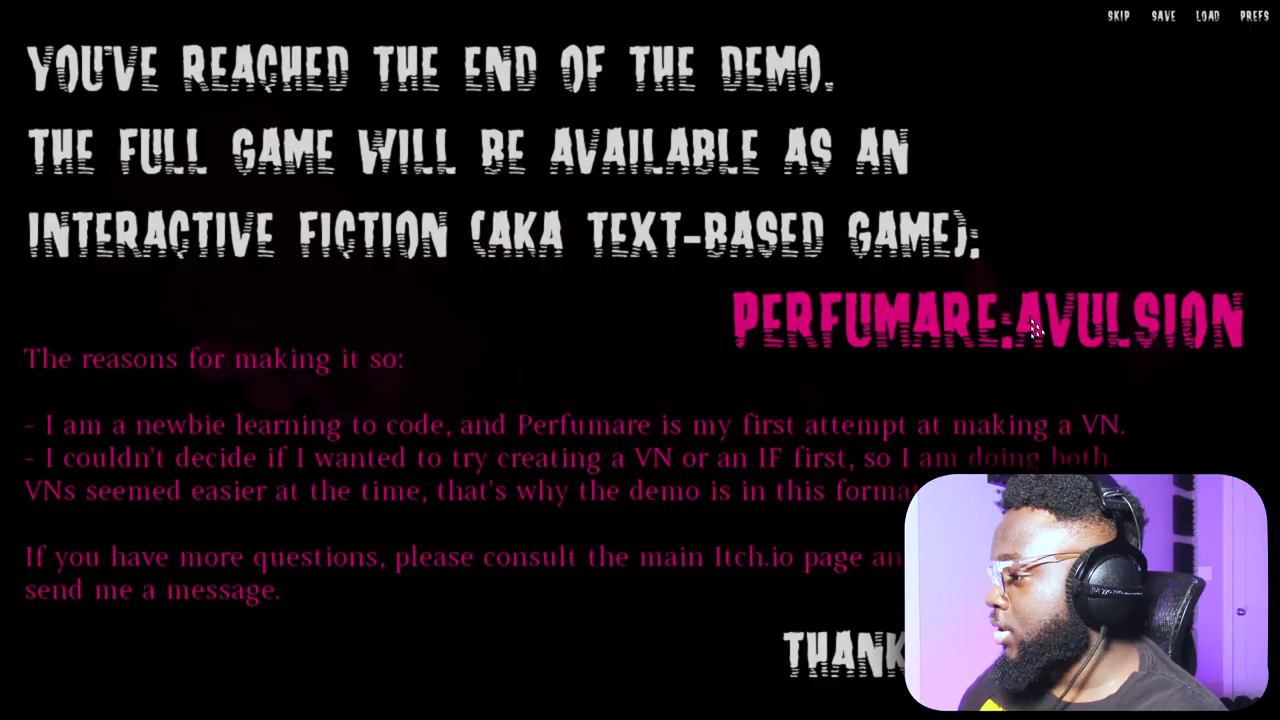 SKIP SAVE LOAD PREFS
YOU'VE REACHED THE END OF THE DEMO.
THE FULL GAME WILL BE AVAILABLE AS AN
INTERACTIVE FICTION (AKA TEXT-BASED GAME):
PERFUMARE:AVULSION
The reasons for making it so:
- I am a newbie learning to code, and Perfumare is my first attempt at making a VN.
- I couldn't decide if I wanted to try creating a VN or an IF first, so I am doing both.
VNs seemed easier at the time, that's why the demo is in this format
If you have more questions, please consult the main Itch.io page
send me a message.
THANK